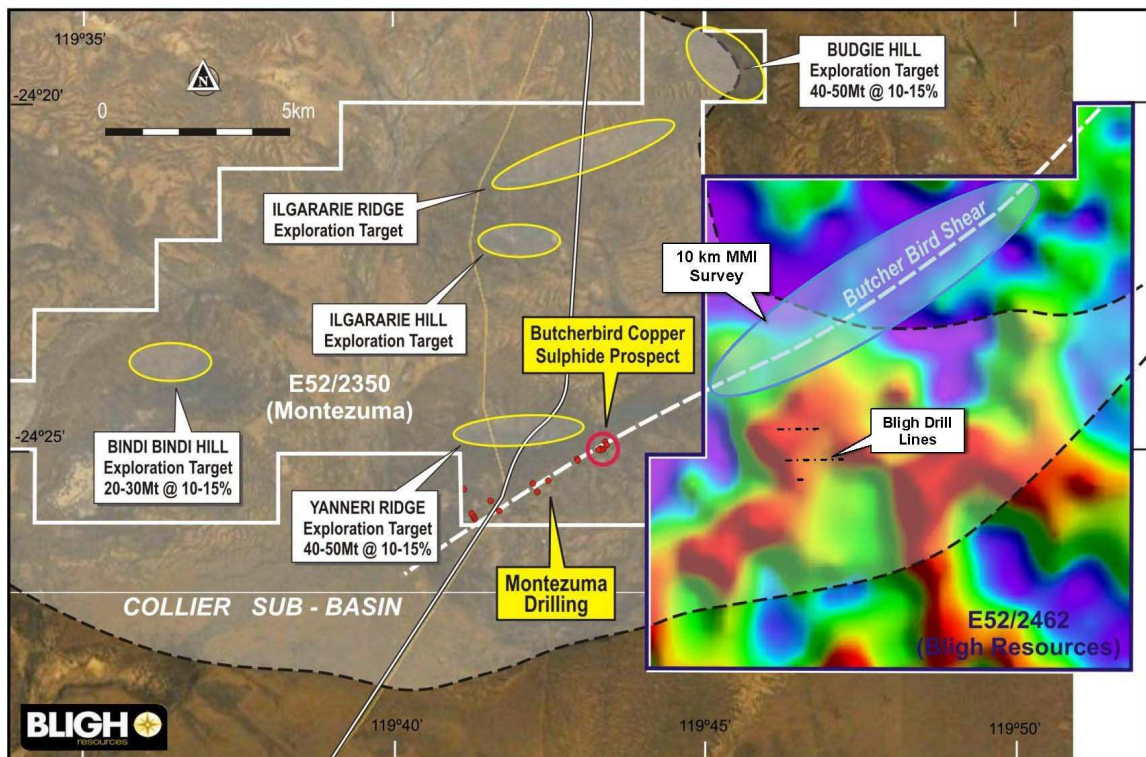 119º35'
N
-24º20'
0 5km
BUDGIE HILL
Exploration Target
40-50Mt @ 10-15%
ILGARARIE RIDGE
Exploration Target
10 km MMI
Survey
Butcher Bird Shear
ILGARARIE HILL
Exploration Target
Butcherbird Copper
Sulphide Prospect
E52/2350
(Montezuma)
-24º25'
BINDI BINDI HILL
Exploration Target
20-30Mt @ 10-15%
Bligh Drill
Lines
YANNERI RIDGE
Exploration Target
40-50Mt @ 10-15%
Montezuma
Drilling
COLLIER SUB - BASIN
E52/2462
(Bligh Resources)
BLIGH
resources
119º40'
119º45'
119º50'